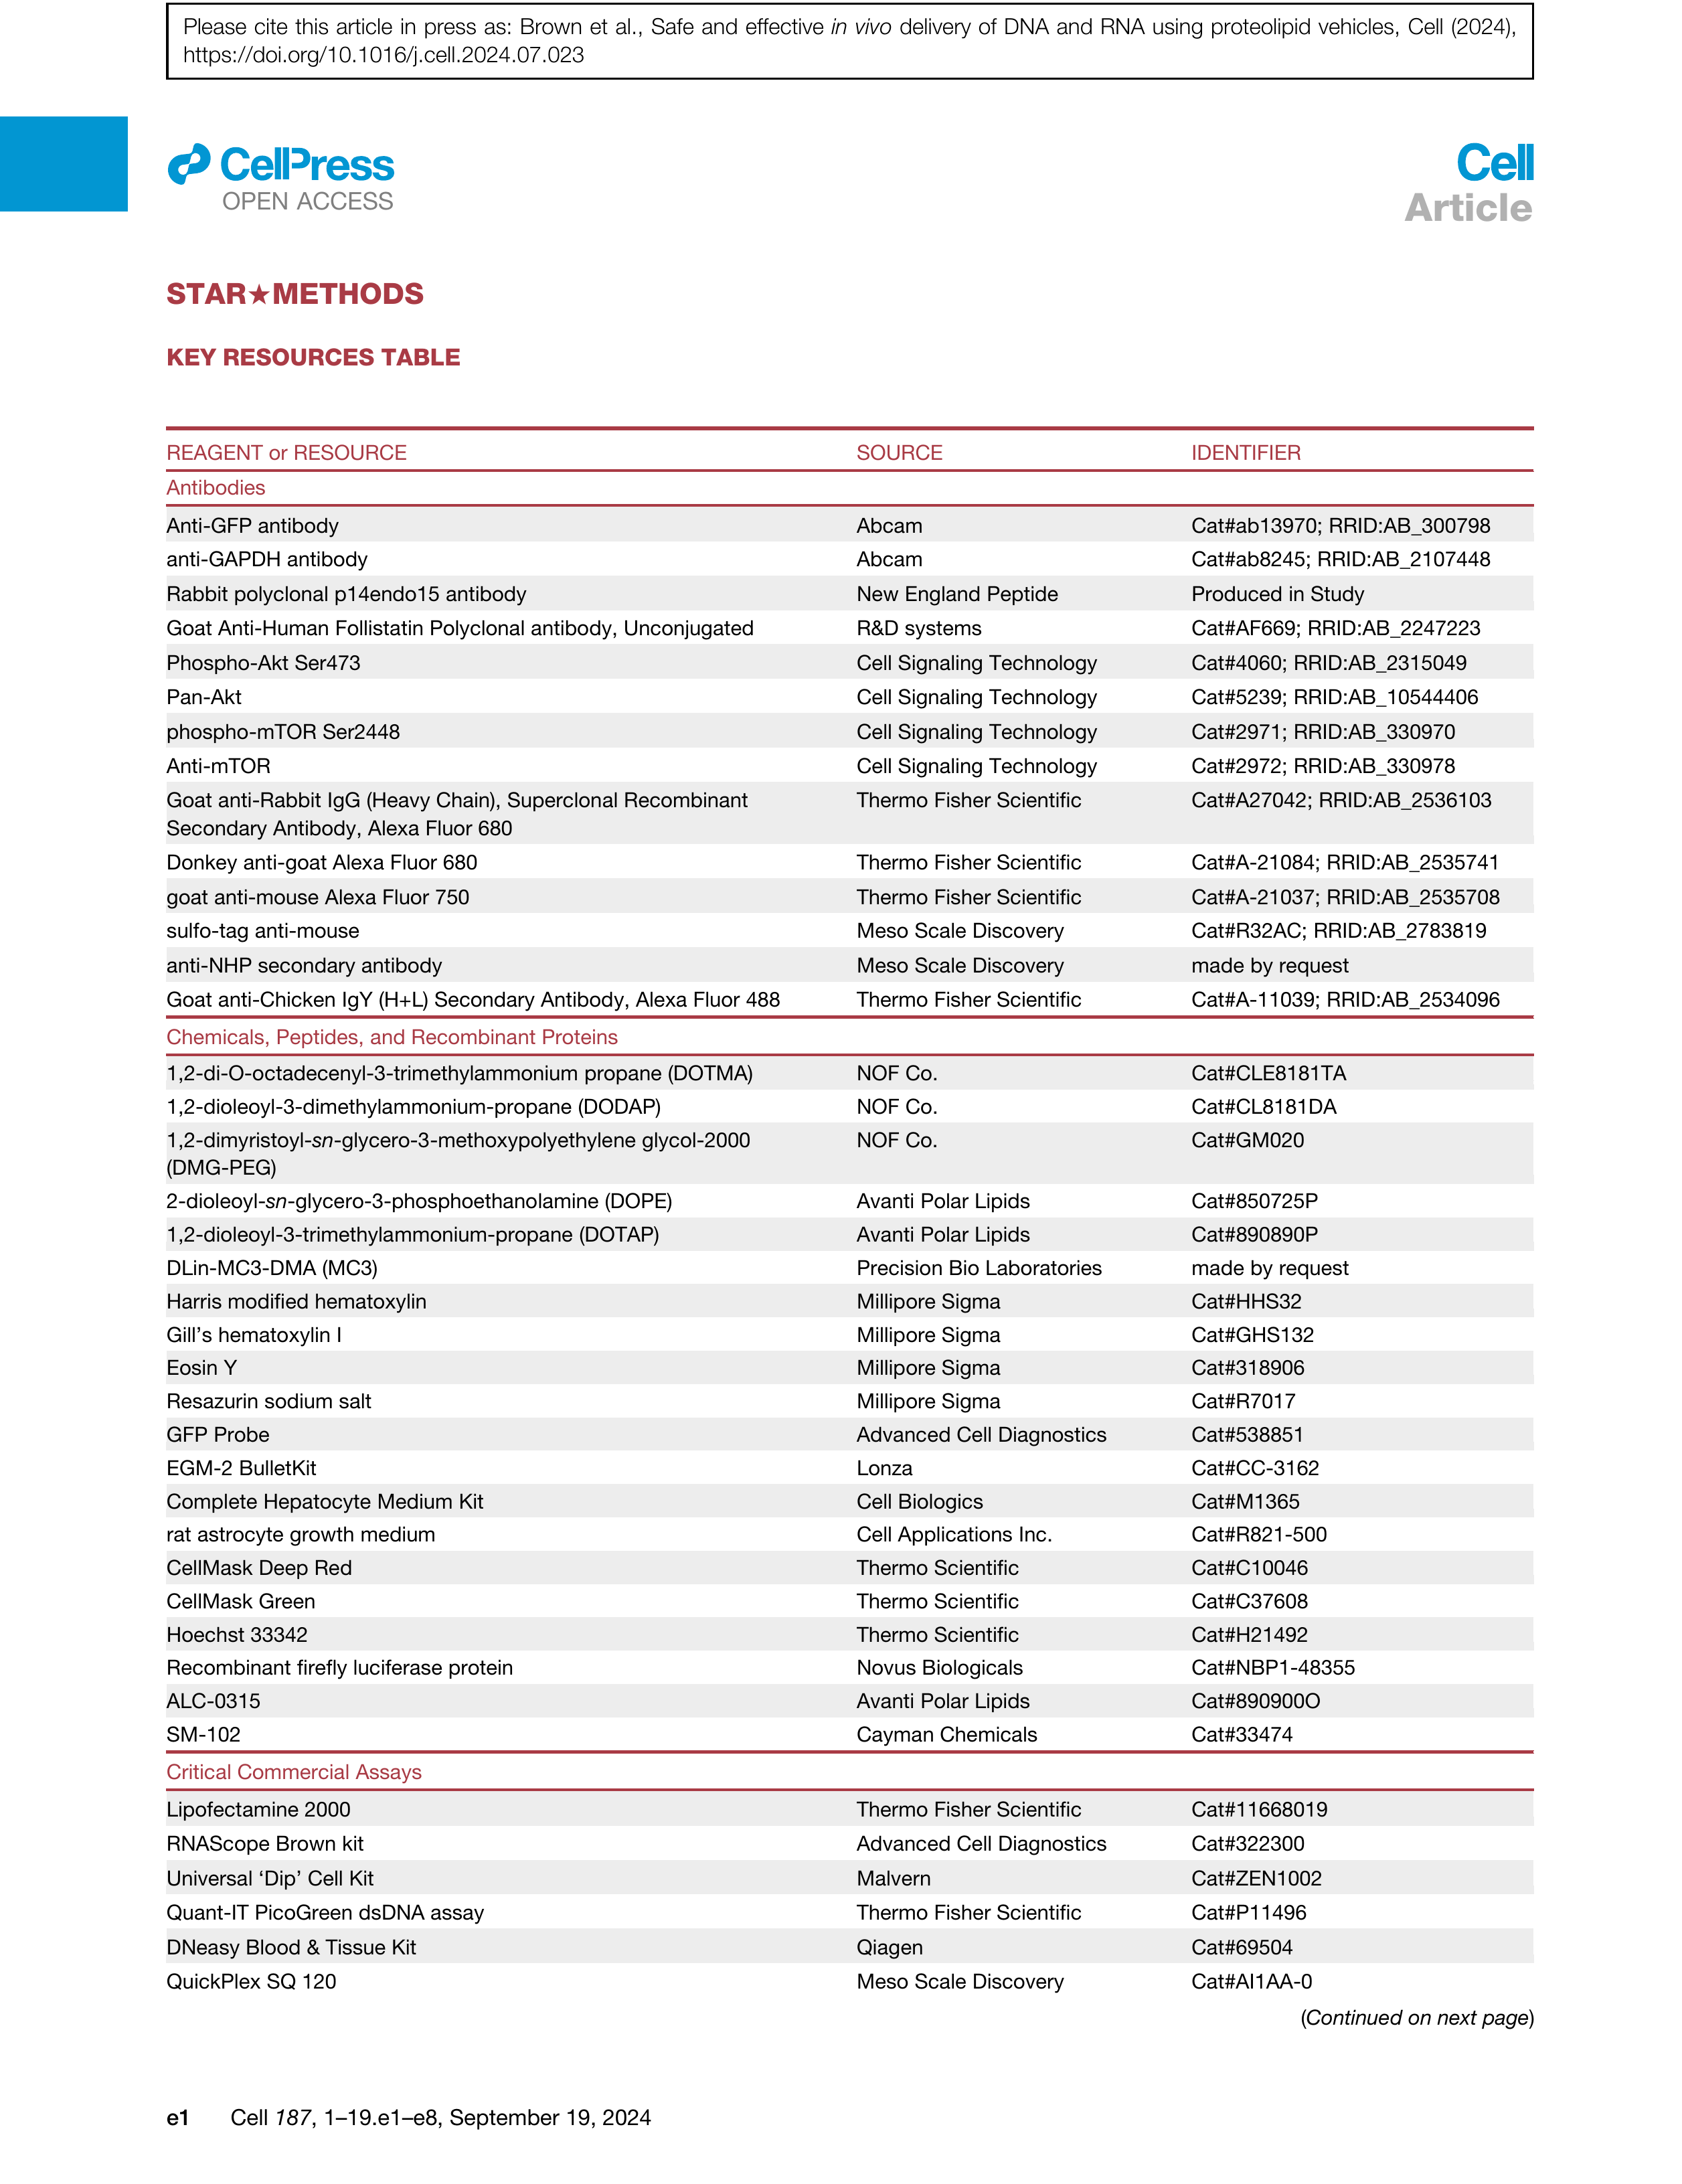 Please cite this article in press as: Brown et al., Safe and effective in vivo delivery of DNA and RNA using proteolipid vehicles, Cell (2024),
https://doi.org/10.1016/j.cell.2024.07.023
CellPress
OPEN ACCESS
Cell
Article
STAR★METHODS
KEY RESOURCES TABLE
REAGENT or RESOURCE SOURCE IDENTIFIER
Antibodies
Anti-GFP antibody Abcam Cat#ab13970; RRID:AB_300798
anti-GAPDH antibody Abcam Cat#ab8245; RRID:AB_2107448
Rabbit polyclonal p14endo15 antibody New England Peptide Produced in Study
Goat Anti-Human Follistatin Polyclonal antibody, Unconjugated R&D systems Cat#AF669; RRID:AB_2247223
Phospho-Akt Ser473 Cell Signaling Technology Cat#4060; RRID:AB_2315049
Pan-Akt Cell Signaling Technology Cat#5239; RRID:AB_10544406
phospho-mTOR Ser2448 Cell Signaling Technology Cat#2971; RRID:AB_330970
Anti-mTOR Cell Signaling Technology Cat#2972; RRID:AB_330978
Goat anti-Rabbit IgG (Heavy Chain), Superclonal Recombinant Thermo Fisher Scientific Cat#A27042; RRID:AB_2536103
Secondary Antibody, Alexa Fluor 680
Donkey anti-goat Alexa Fluor 680 Thermo Fisher Scientific Cat#A-21084; RRID:AB_2535741
goat anti-mouse Alexa Fluor 750 Thermo Fisher Scientific Cat#A-21037; RRID:AB_2535708
sulfo-tag anti-mouse Meso Scale Discovery Cat#R32AC; RRID:AB_2783819
anti-NHP secondary antibody Meso Scale Discovery made by request
Goat anti-Chicken IgY (H+L) Secondary Antibody, Alexa Fluor 488 Thermo Fisher Scientific Cat#A-11039; RRID:AB_2534096
Chemicals, Peptides, and Recombinant Proteins
1,2-di-O-octadecenyl-3-trimethylammonium propane (DOTMA) NOF Co. Cat#CLE8181TA
1,2-dioleoyl-3-dimethylammonium-propane (DODAP) NOF Co. Cat#CL8181DA
1,2-dimyristoyl-sn-glycero-3-methoxypolyethylene glycol-2000 NOF Co. Cat#GM020
(DMG-PEG)
2-dioleoyl-sn-glycero-3-phosphoethanolamine (DOPE) Avanti Polar Lipids Cat#850725P
1,2-dioleoyl-3-trimethylammonium-propane (DOTAP) Avanti Polar Lipids Cat#890890P
DLin-MC3-DMA (MC3) Precision Bio Laboratories made by request
Harris modified hematoxylin Millipore Sigma Cat#HHS32
Gill's hematoxylin I Millipore Sigma Cat#GHS132
Eosin Y Millipore Sigma Cat#318906
Resazurin sodium salt Millipore Sigma Cat#R7017
GFP Probe Advanced Cell Diagnostics Cat#538851
EGM-2 BulletKit Lonza Cat#CC-3162
Complete Hepatocyte Medium Kit Cell Biologics Cat#M1365
rat astrocyte growth medium Cell Applications Inc. Cat#R821-500
CellMask Deep Red Thermo Scientific Cat#C10046
CellMask Green Thermo Scientific Cat#C37608
Hoechst 33342 Thermo Scientific Cat#H21492
Recombinant firefly luciferase protein Novus Biologicals Cat#NBP1-48355
ALC-0315 Avanti Polar Lipids Cat#890900O
SM-102 Cayman Chemicals Cat#33474
Critical Commercial Assays
Lipofectamine 2000 Thermo Fisher Scientific Cat#11668019
RNAScope Brown kit Advanced Cell Diagnostics Cat#322300
Universal ‘Dip’ Cell Kit Malvern Cat#ZEN1002
Quant-IT PicoGreen dsDNA assay Thermo Fisher Scientific Cat#P11496
DNeasy Blood & Tissue Kit Qiagen Cat#69504
QuickPlex SQ 120 Meso Scale Discovery Cat#AI1AA-0
(Continued on next page)
e1 Cell 187, 1–19.e1–e8, September 19, 2024